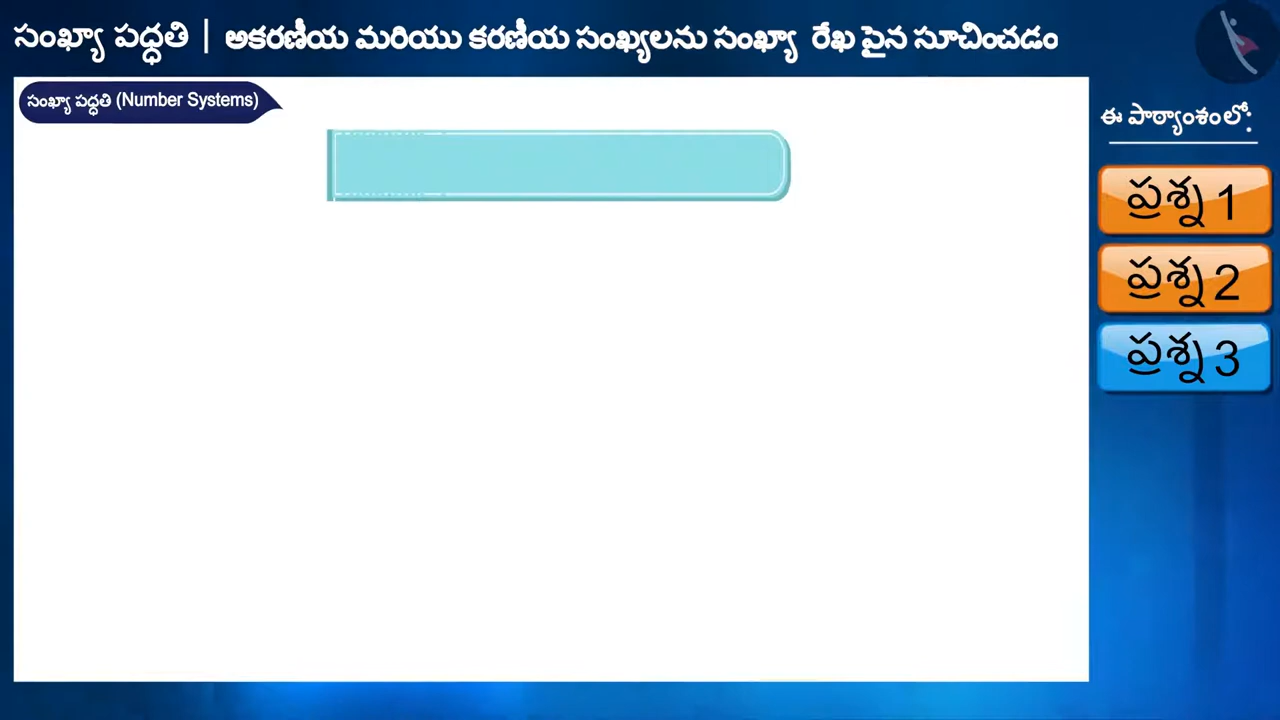 సంఖ్యా పద్ధతి | అకరణీయ మరియు కరణీయ సంఖ్యలను సంఖ్యా రేఖ పైన సూచించడం
సంఖ్యా పద్ధతి (Number Systems)
ఈ పాఠ్యాంశంలో:
ప్రశ్న 1
ప్రశ్న 2
ప్రశ్న 3